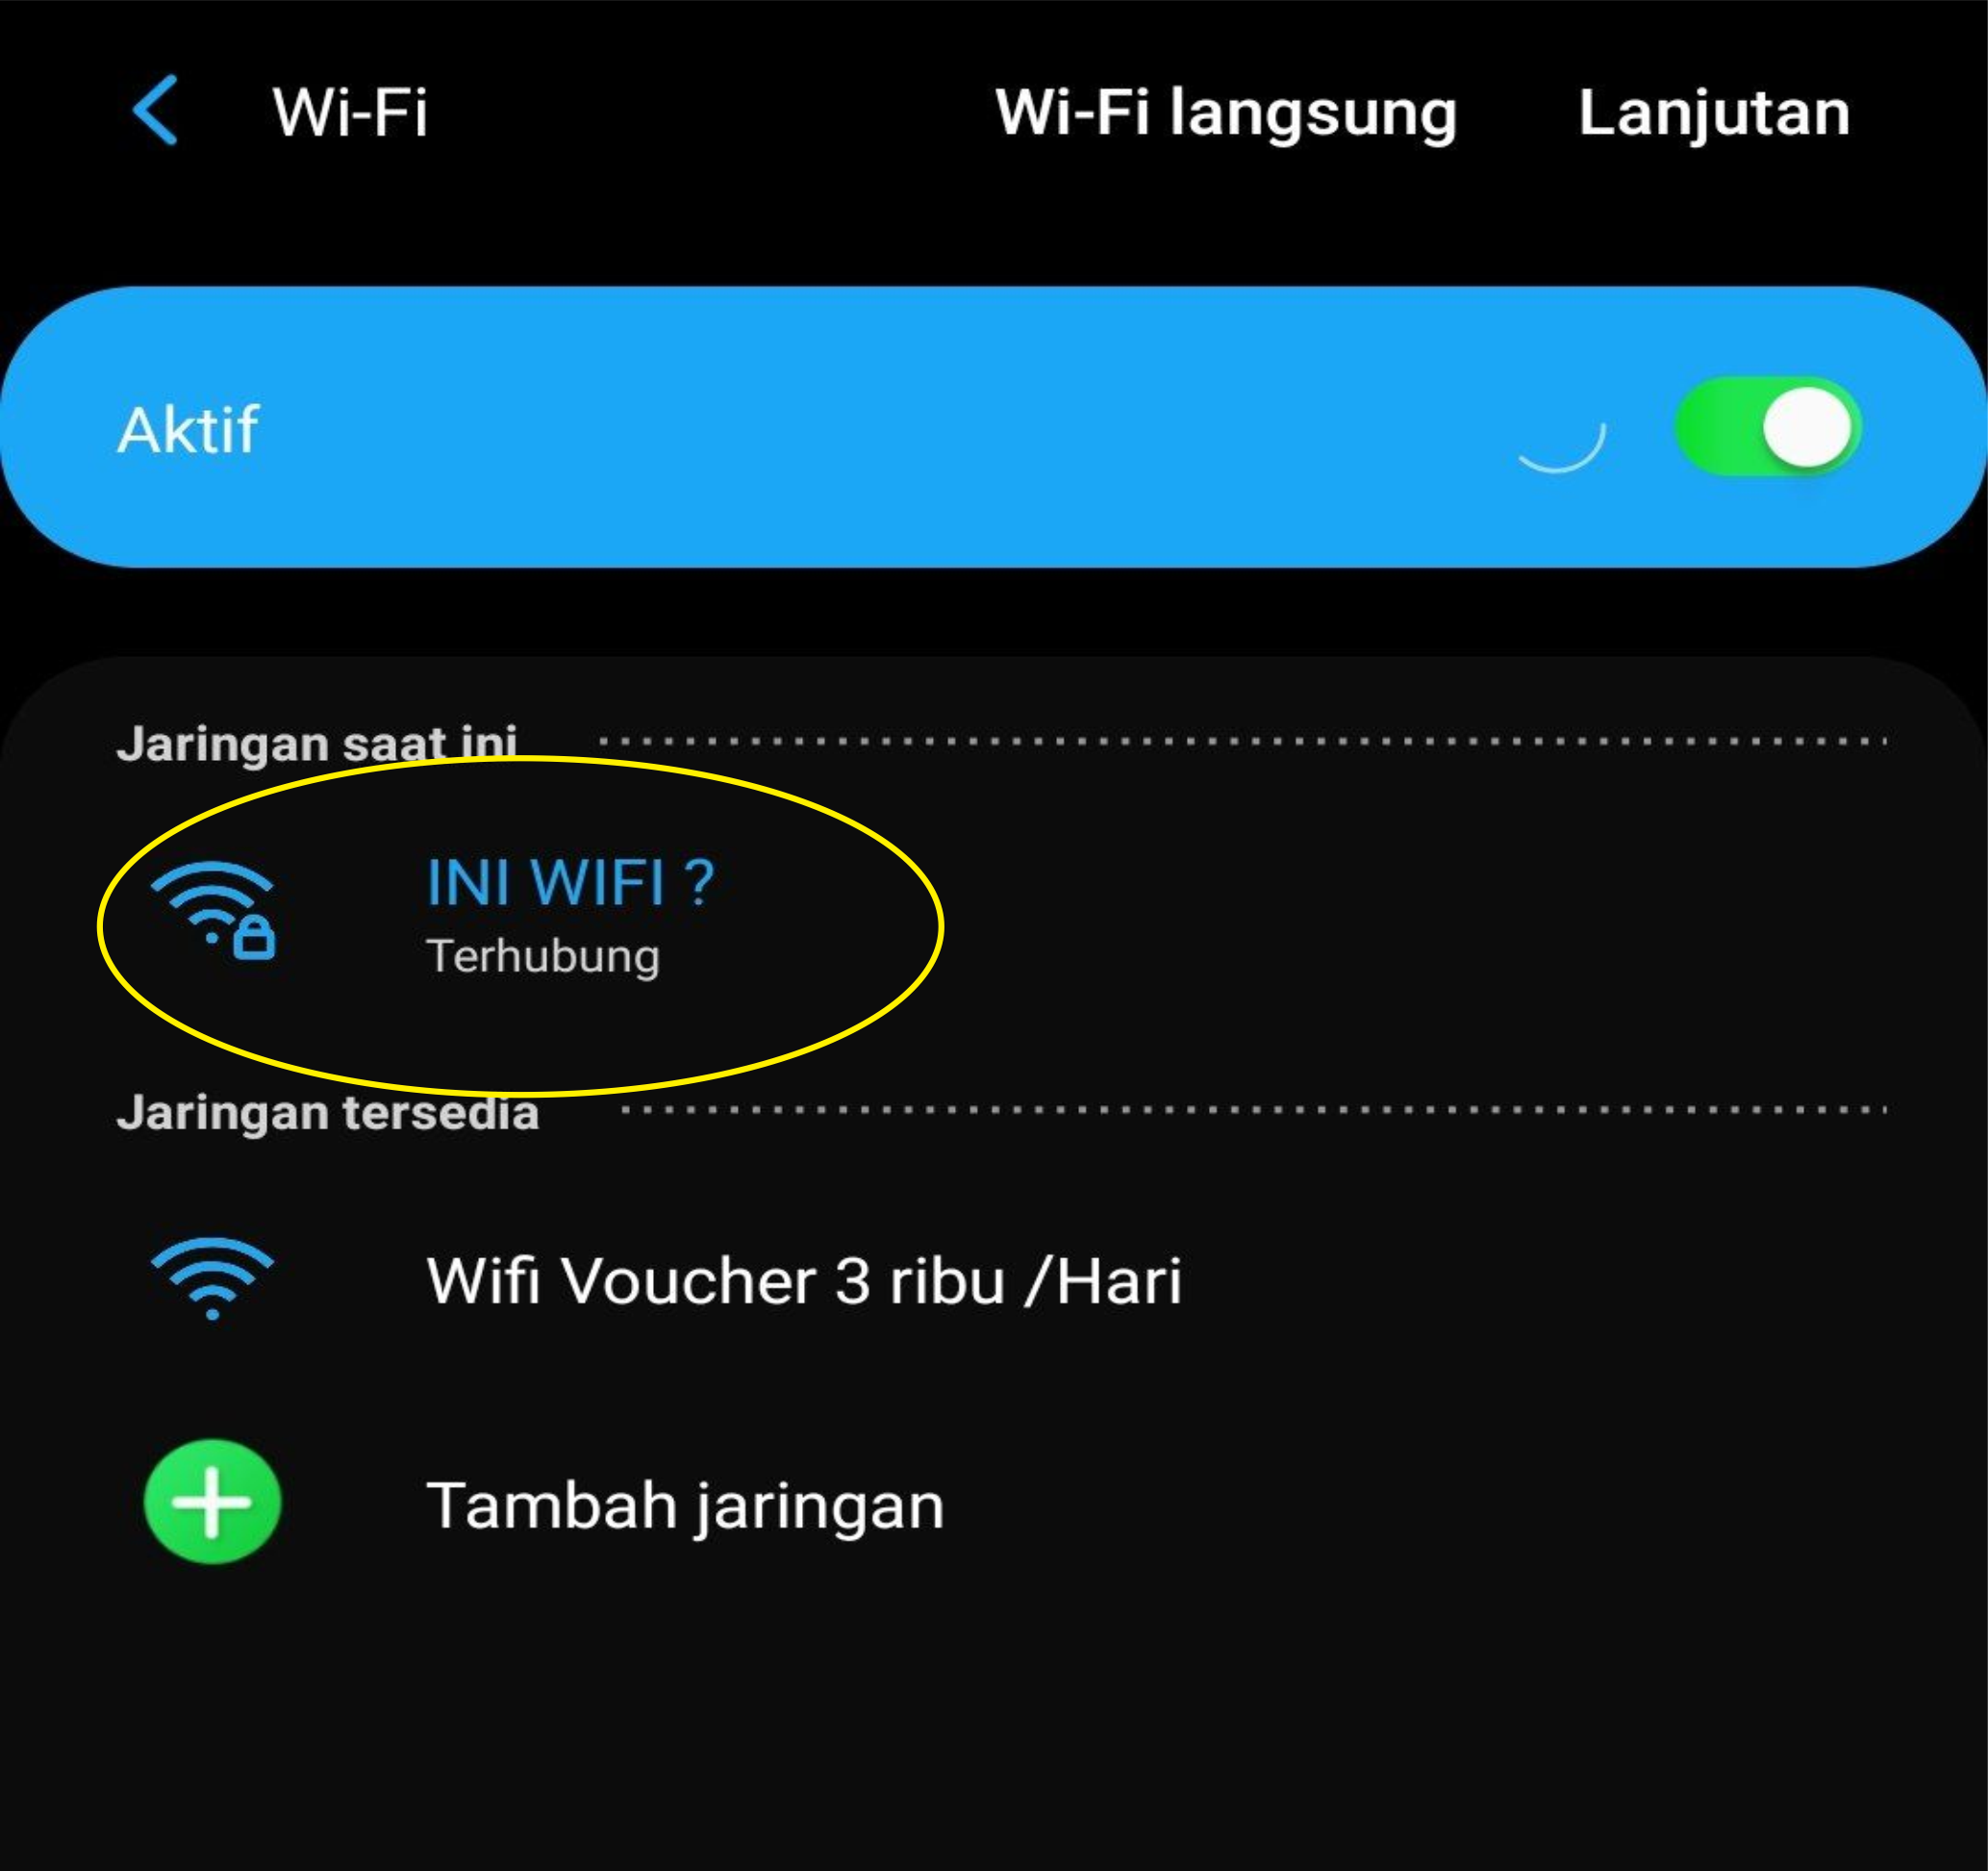 Wi-Fi Wi-Fi langsung Lanjutan
Aktif
Jaringan saat ini
INI WIFI ?
Terhubung
Jaringan tersedia
Wifi Voucher 3 ribu /Hari
Tambah jaringan